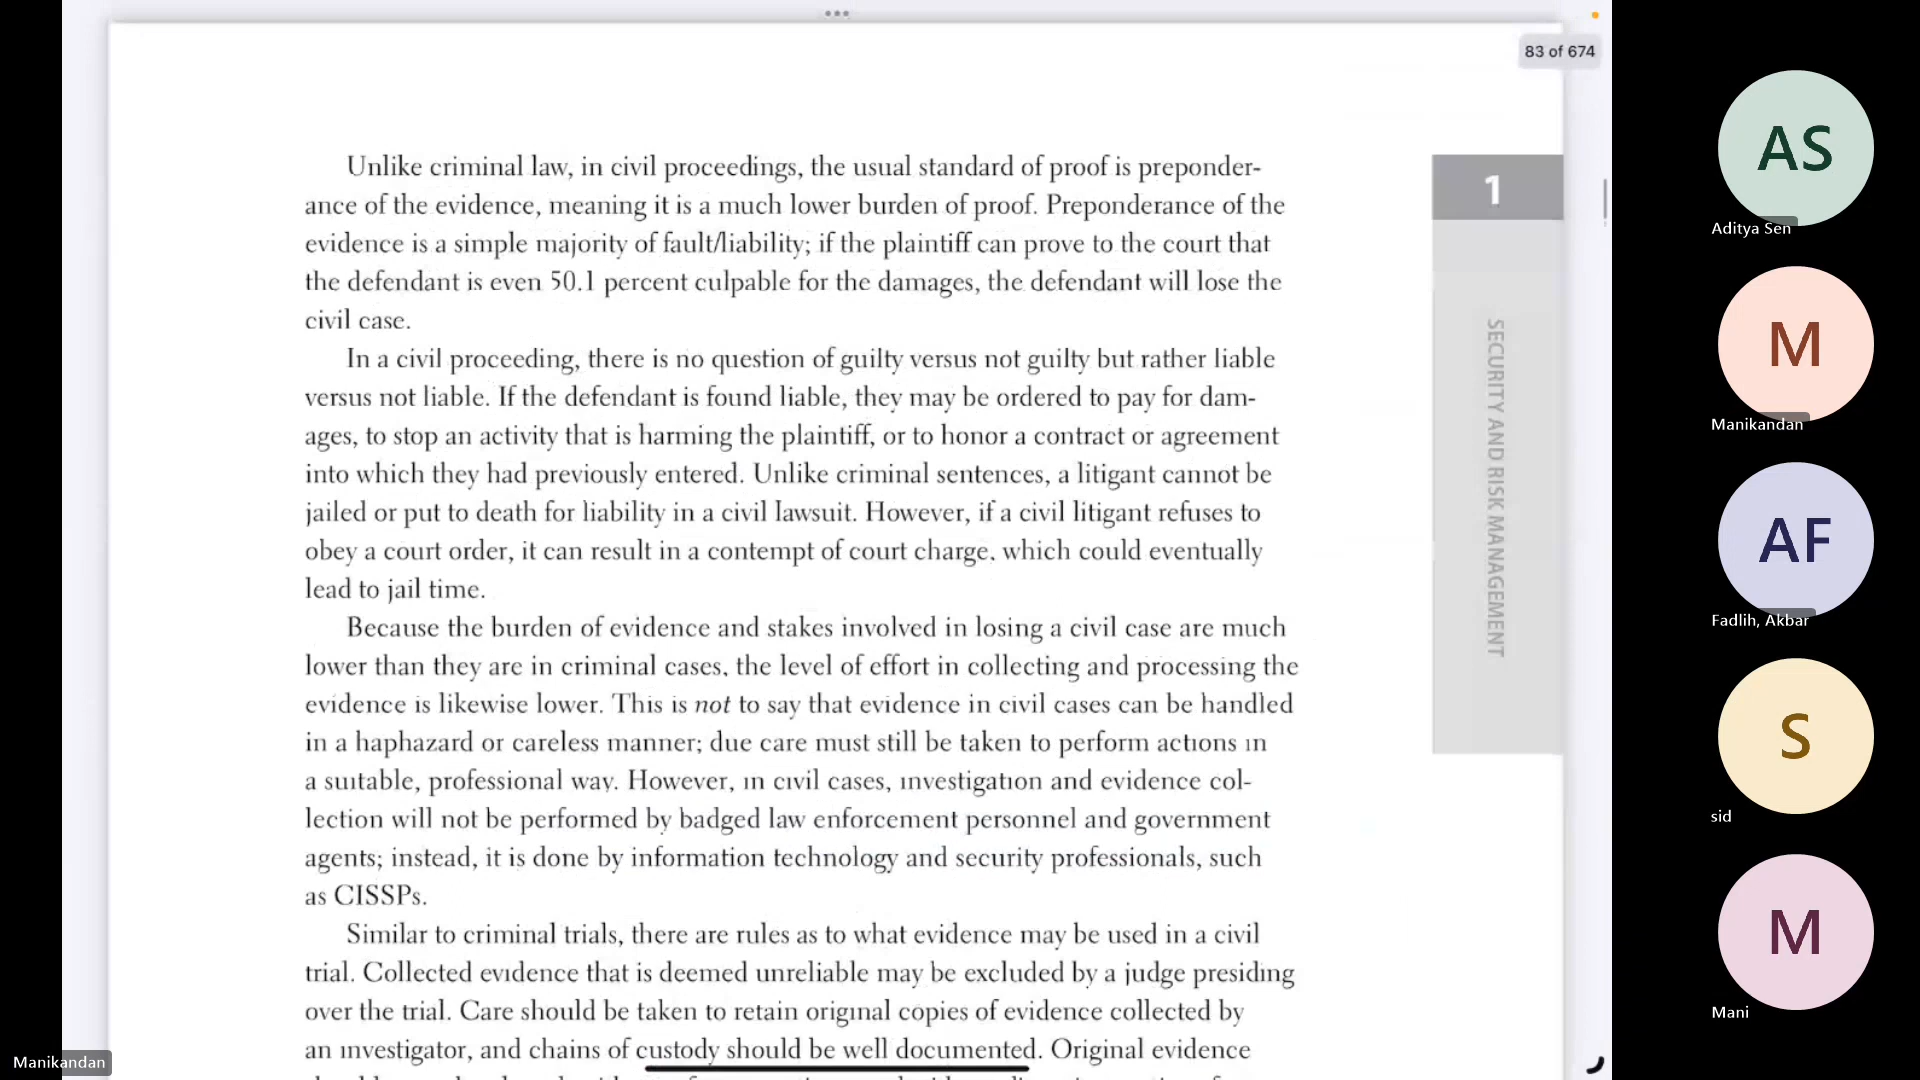 83 of 674
Unlike criminal law, in civil proceedings, the usual standard of proof is preponder-
ance of the evidence, meaning it is a much lower burden of proof. Preponderance of the
evidence is a simple majority of fault/liability; if the plaintiff can prove to the court that
the defendant is even 50.1 percent culpable for the damages, the defendant will lose the
civil case.
In a civil proceeding, there is no question of guilty versus not guilty but rather liable
versus not liable. If the defendant is found liable, they may be ordered to pay for dam-
ages, to stop an activity that is harming the plaintiff, or to honor a contract or agreement
into which they had previously entered. Unlike criminal sentences, a litigant cannot be
jailed or put to death for liability in a civil lawsuit. However, if a civil litigant refuses to
obey a court order, it can result in a contempt of court charge, which could eventually
lead to jail time.
Because the burden of evidence and stakes involved in losing a civil case are much
lower than they are in criminal cases, the level of effort in collecting and processing the
evidence is likewise lower. This is not to say that evidence in civil cases can be handled
in a haphazard or careless manner; due care must still be taken to perform actions in
a suitable, professional way. However, in civil cases, investigation and evidence col-
lection will not be performed by badged law enforcement personnel and government
agents; instead, it is done by information technology and security professionals, such
as CISSPs.
Similar to criminal trials, there are rules as to what evidence may be used in a civil
trial. Collected evidence that is deemed unreliable may be excluded by a judge presiding
over the trial. Care should be taken to retain original copies of evidence collected by
an investigator, and chains of custody should be well documented. Original evidence
1
SECURITY AND RISK MANAGEMENT
AS
Aditya Sen
M
Manikandan
AF
Fadlih, Akbar
S
sid
M
Mani
Manikandan